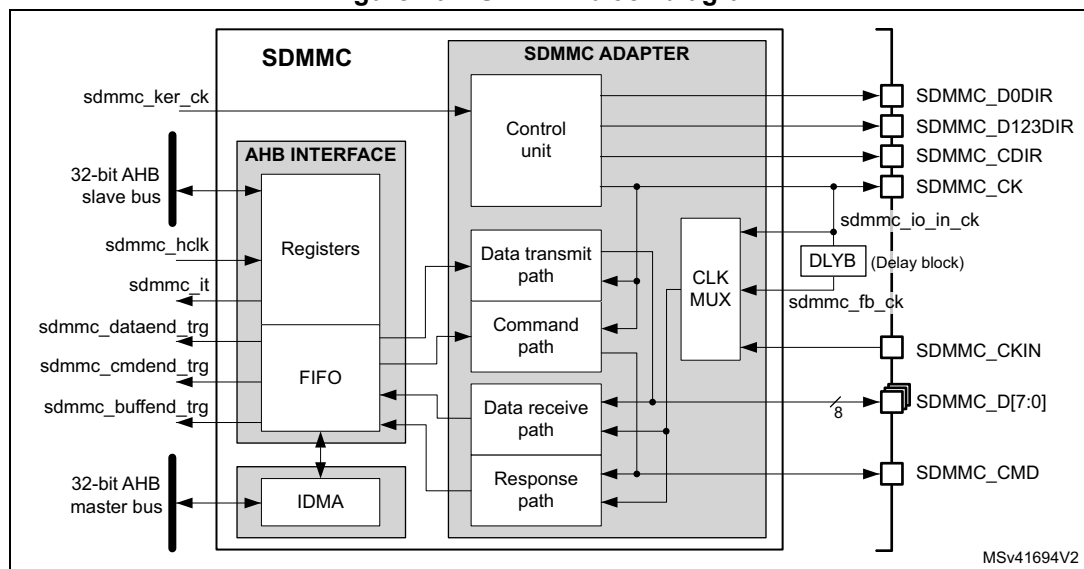 SDMMC
SDMMC ADAPTER
sdmmc_ker_ck
Control
unit
SDMMC_D0DIR
SDMMC_D123DIR
SDMMC_CDIR
SDMMC_CK
AHB INTERFACE
32-bit AHB
slave bus
Registers
sdmmc_hclk
sdmmc_it
sdmmc_dataend_trg
sdmmc_cmdend_trg
sdmmc_buffend_trg
FIFO
Data transmit
path
Command
path
CLK
MUX
sdmmc_io_in_ck
DLYB
(Delay block)
sdmmc_fb_ck
SDMMC_CKIN
Data receive
path
8
SDMMC_D[7:0]
Response
path
SDMMC_CMD
32-bit AHB
master bus
IDMA
MSv41694V2